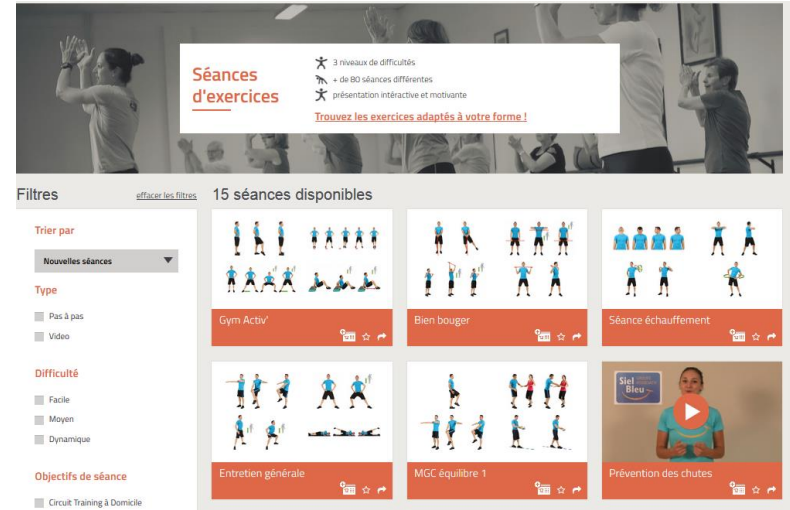 Séances
d'exercices
3 niveaux de difficultés
+ de 80 séances différentes
présentation intéractive et motivante
Trouvez les exercices adaptés à votre forme !
Filtres
effacer les filtres
15 séances disponibles
Trier par
Nouvelles séances
Type
Pas à pas
Video
Difficulté
Facile
Moyen
Dynamique
Objectifs de séance
Circuit Training à Domicile
Gym Activ'
Bien bouger
Séance échauffement
Entretien générale
MGC équilibre 1
Siel
Bleu
Prévention des chutes